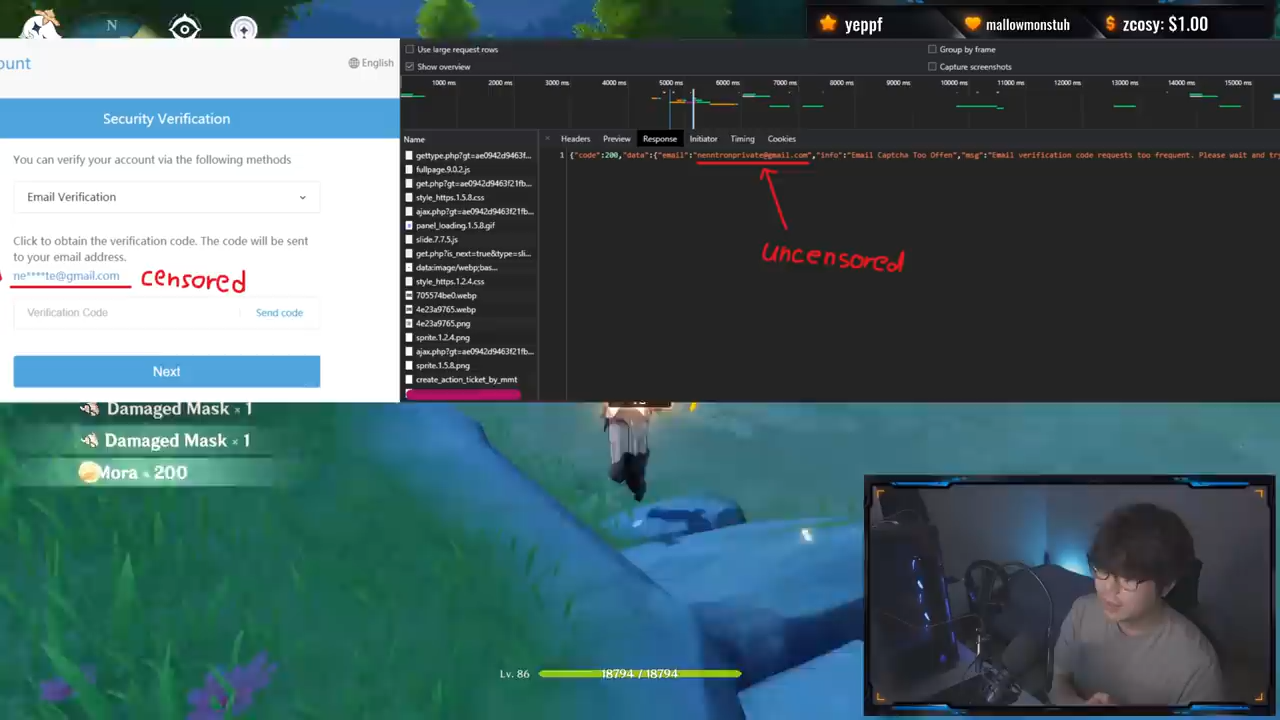 yeppf
mallowmonstuh
zcosy: $1.00
N
ount
English
Security Verification
You can verify your account via the following methods
Email Verification
Click to obtain the verification code. The code will be sent
to your email address.
ne****te@gmail.com
censored
Verification Code
Send code
Next
Use large request rows
Group by frame
Show overview
Capture screenshots
1000 ms
2000 ms
3000 ms
4000 ms
5000 ms
6000 ms
7000 ms
8000 ms
9000 ms
10000 ms
11000 ms
12000 ms
13000 ms
14000 ms
15000 ms
Name
× Headers Preview Response Initiator Timing Cookies
gettype.php?gt=ae0942d9463f...
fullpage.9.0.2.js
get.php?gt=ae0942d9463f21fb...
style_https.1.5.8.css
ajax.php?gt=ae0942d9463f21fb...
panel_loading.1.5.8.gif
slide.7.7.5.js
get.php?is_next=true&type=sli...
data:image/webp;bas...
style_https.1.2.4.css
705574be0.webp
4e23a9765.webp
4e23a9765.png
sprite.1.2.4.png
ajax.php?gt=ae0942d9463f21fb...
sprite.1.5.8.png
create_action_ticket_by_mmt
1 {"code":200,"data":{"email":"nenntronprivate@gmail.com","info":"Email Captcha Too Offen","msg":"Email verification code requests too frequent. Please wait and try
uncensored
Damaged Mask × 1
Damaged Mask × 1
Mora × 200
Lv. 86
18794 / 18794